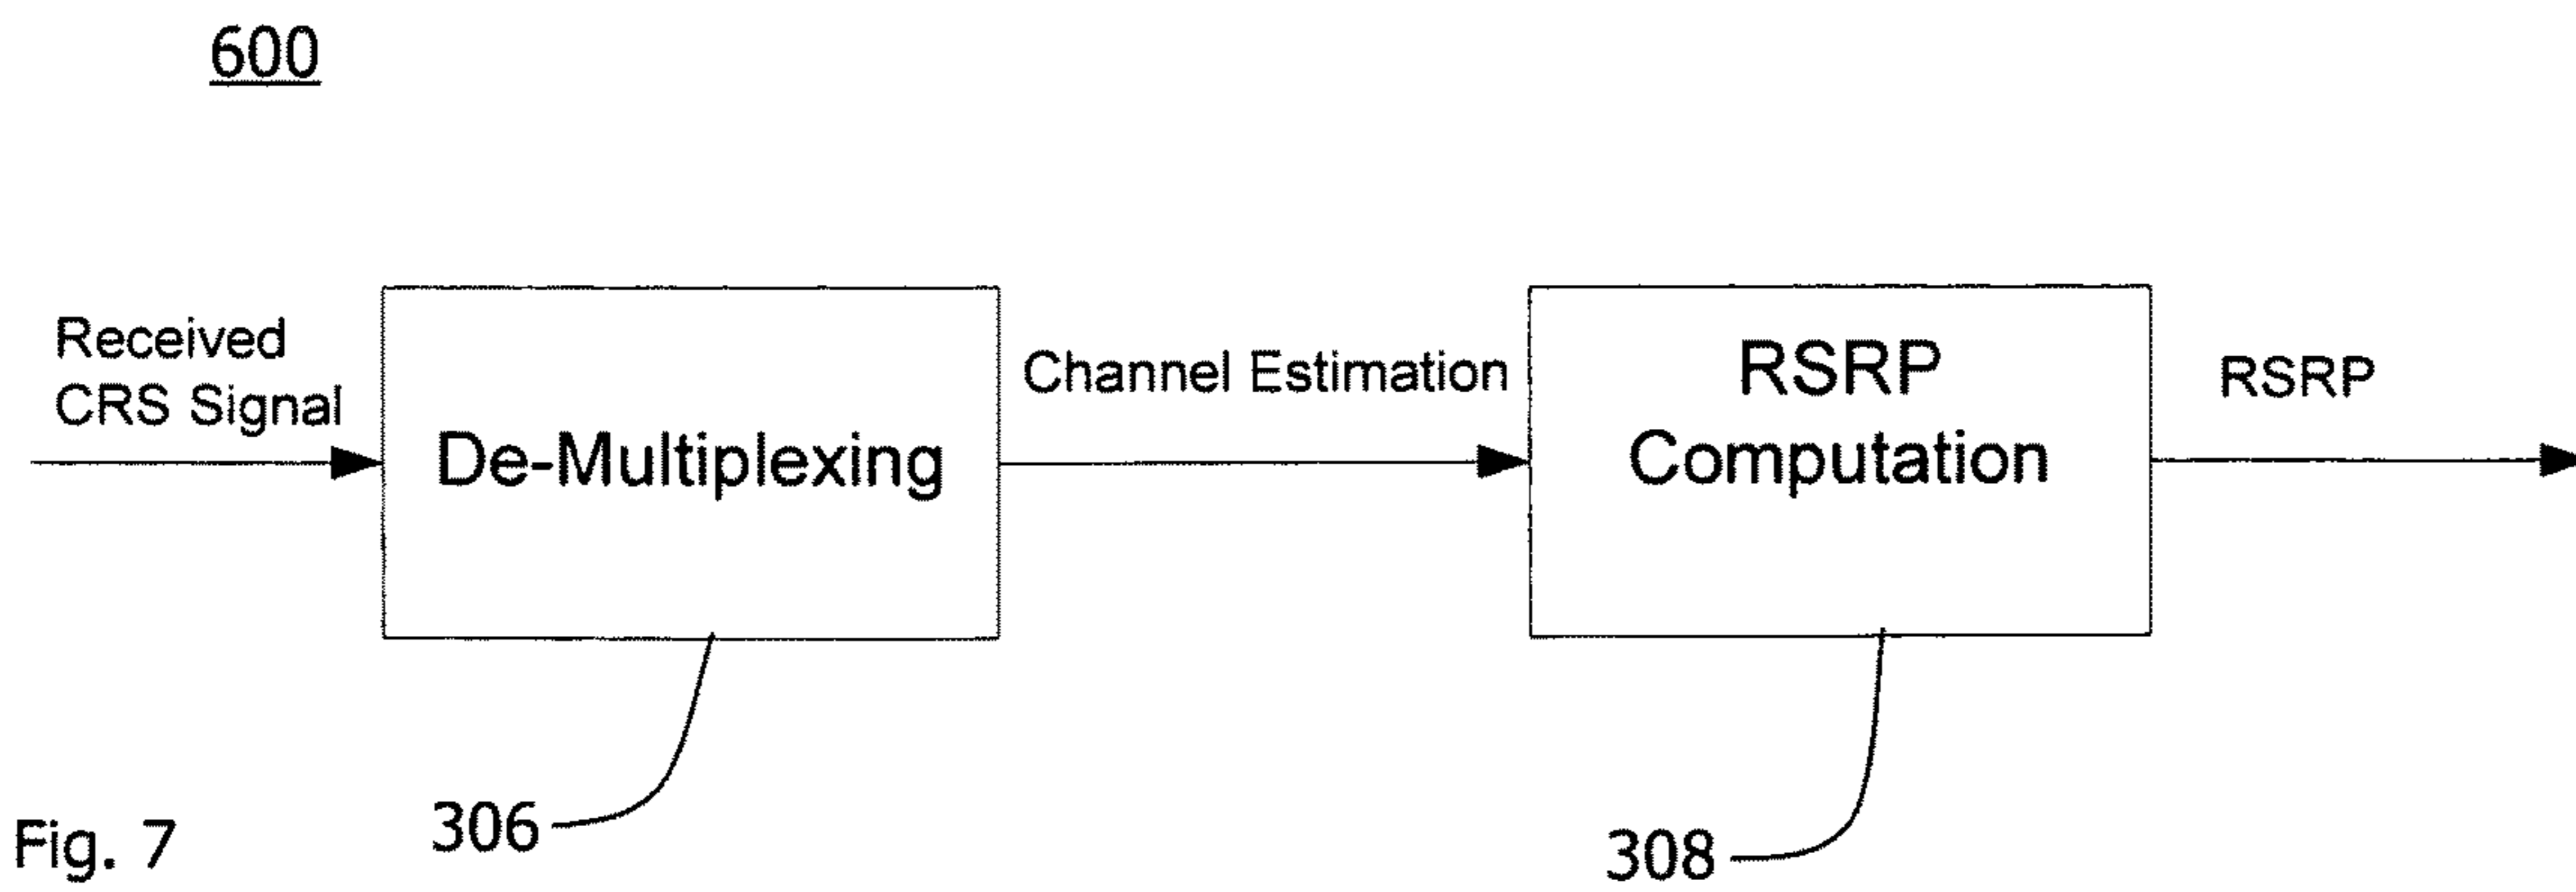 600
Received
CRS Signal
De-Multiplexing
Channel Estimation
RSRP
Computation
RSRP
306
308
Fig. 7